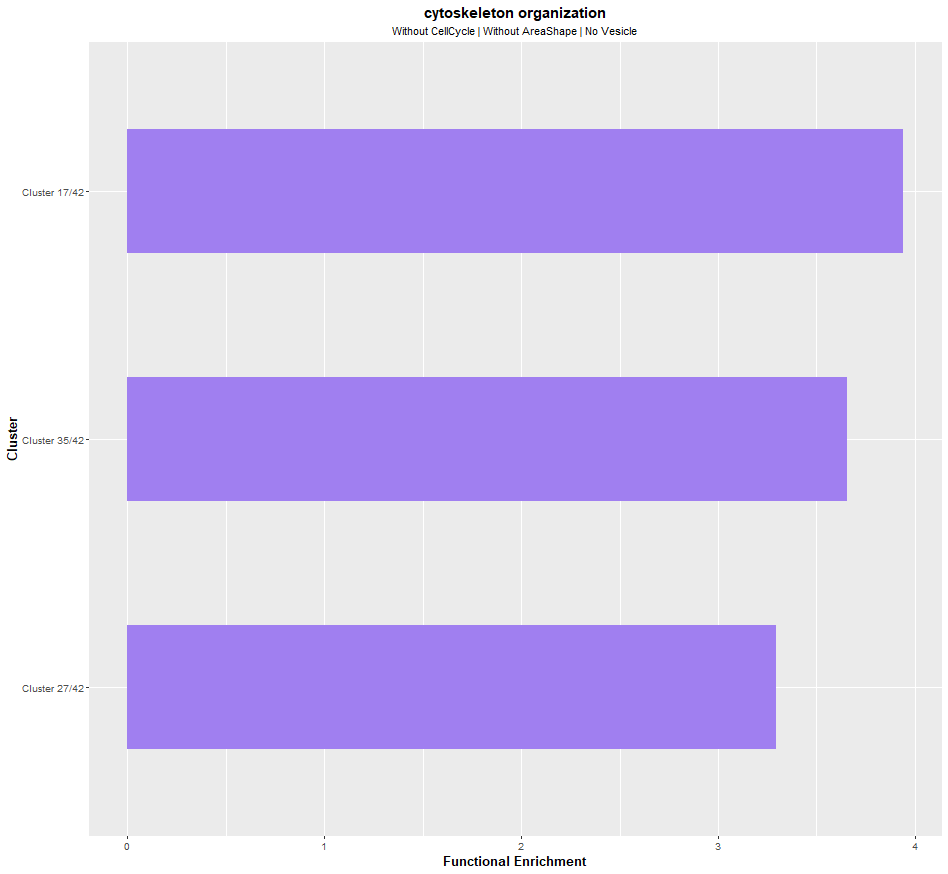 cytoskeleton organization
Without CellCycle | Without AreaShape | No Vesicle
Cluster
Cluster 17/42
Cluster 35/42
Cluster 27/42
0 1 2 3 4
Functional Enrichment